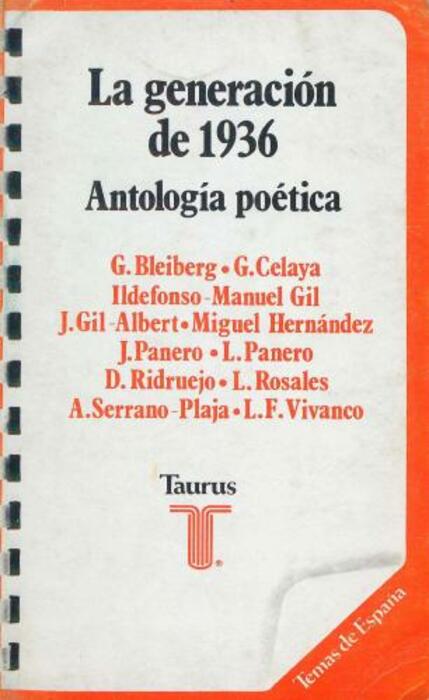 La generación
de 1936
Antología poética
G. Bleiberg • G. Celaya
Ildefonso-Manuel Gil
J. Gil-Albert • Miguel Hernández
J. Panero • L. Panero
D. Ridruejo • L. Rosales
A. Serrano-Plaja • L. F. Vivanco
Taurus
T®
Temas de España